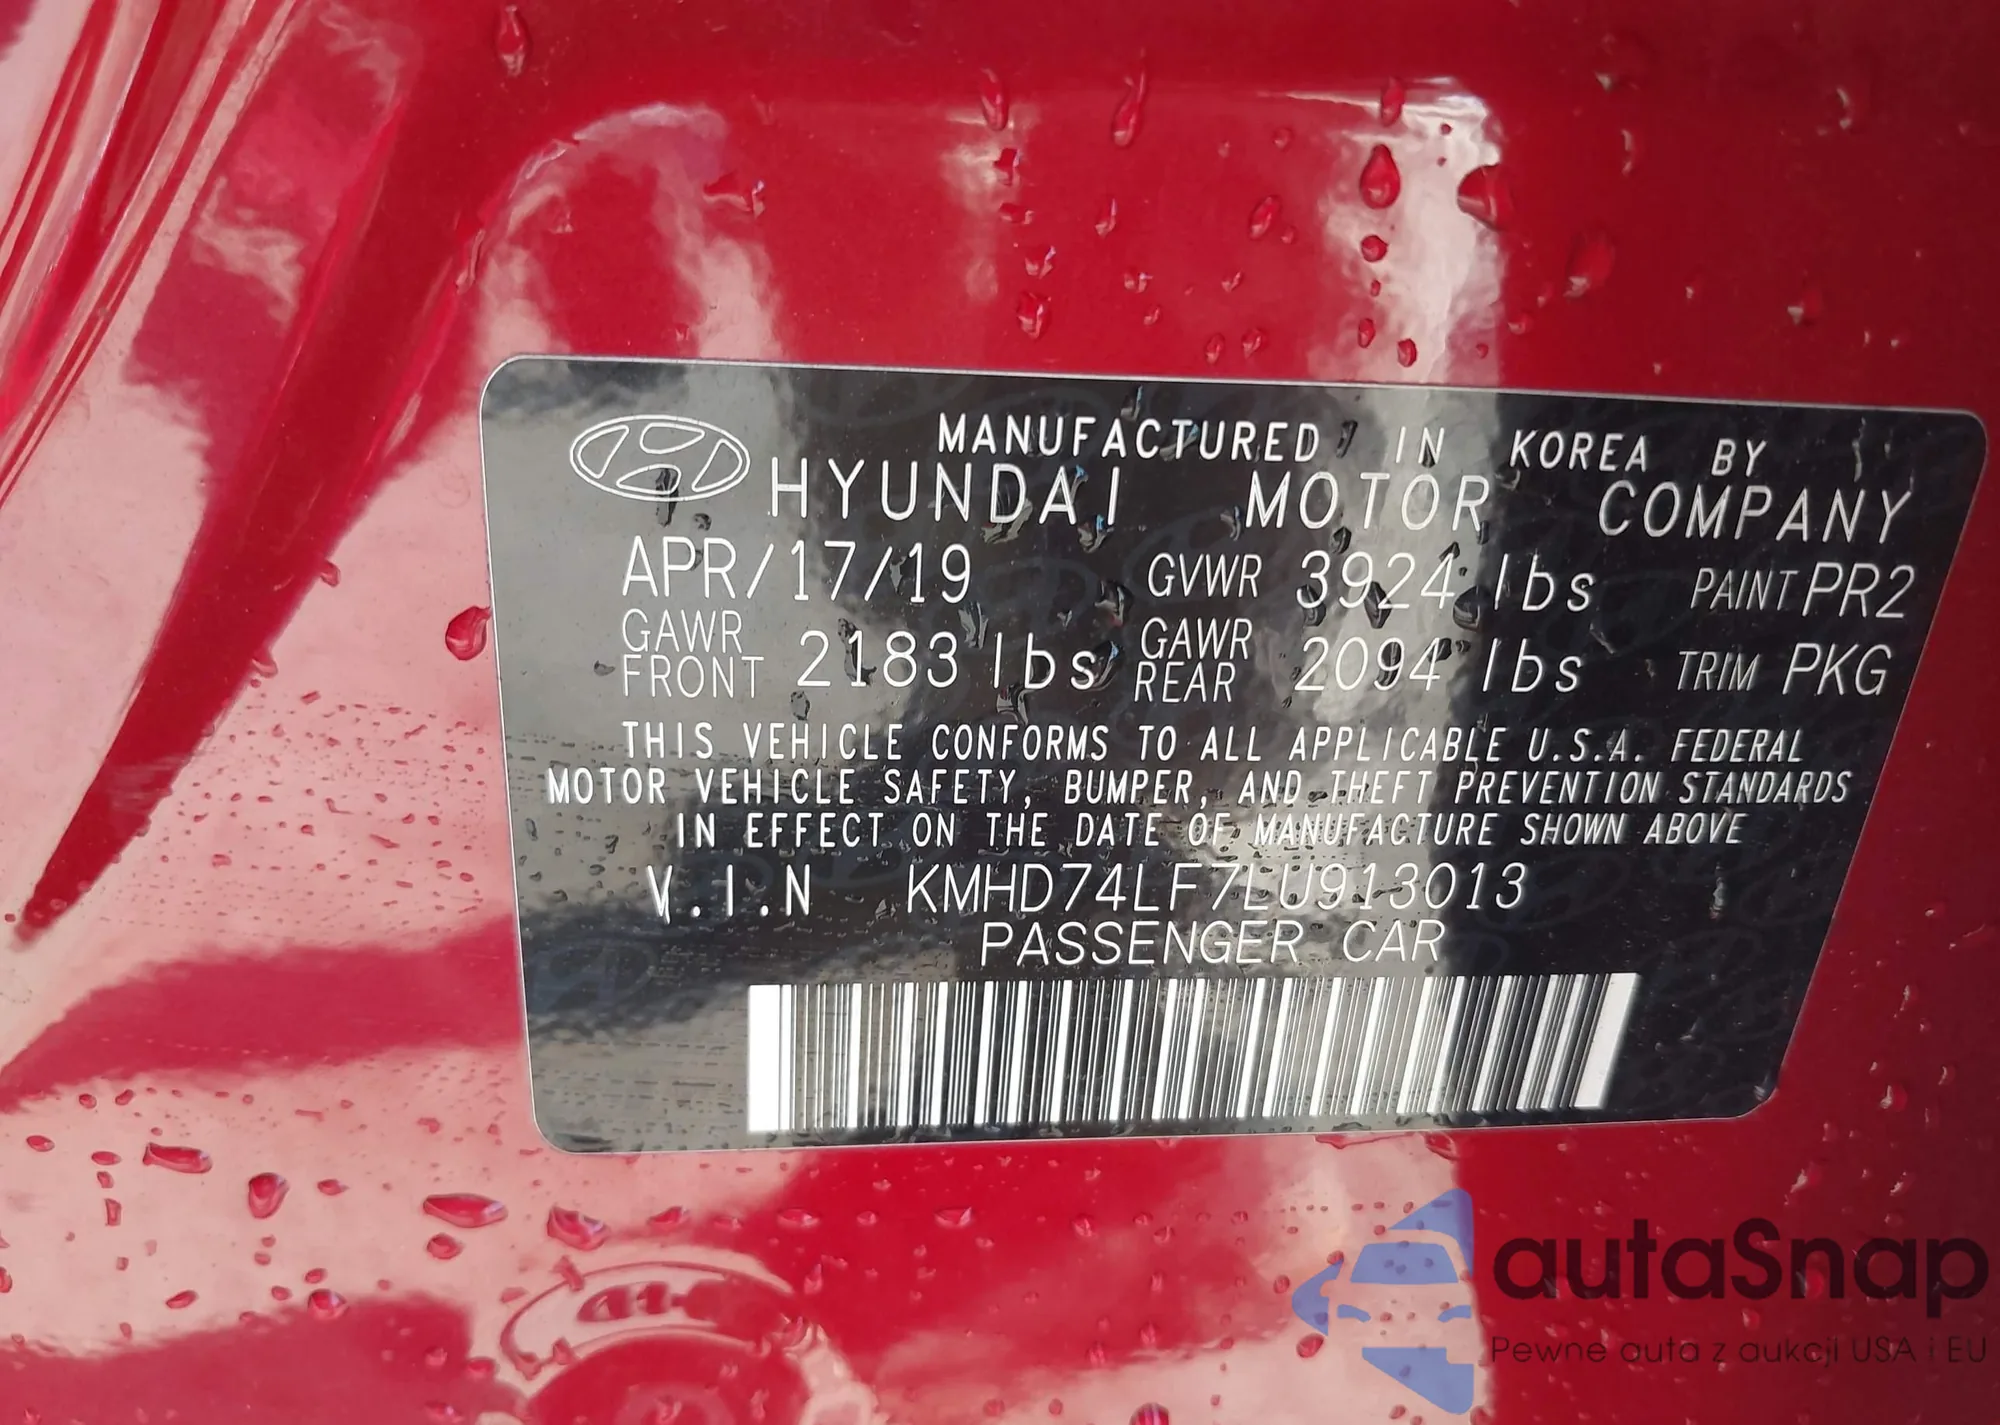 MANUFACTURED IN KOREA BY
HYUNDAI MOTOR COMPANY
APR/17/19 GVWR 3924 lbs PAINT PR2
GAWR FRONT 2183 lbs GAWR REAR 2094 lbs TRIM PKG
THIS VEHICLE CONFORMS TO ALL APPLICABLE U.S.A. FEDERAL
MOTOR VEHICLE SAFETY, BUMPER, AND THEFT PREVENTION STANDARDS
IN EFFECT ON THE DATE OF MANUFACTURE SHOWN ABOVE
V.I.N KMHD74LF7LU913013
PASSENGER CAR
autaSnap
Pewne auta z aukcji USA i EU